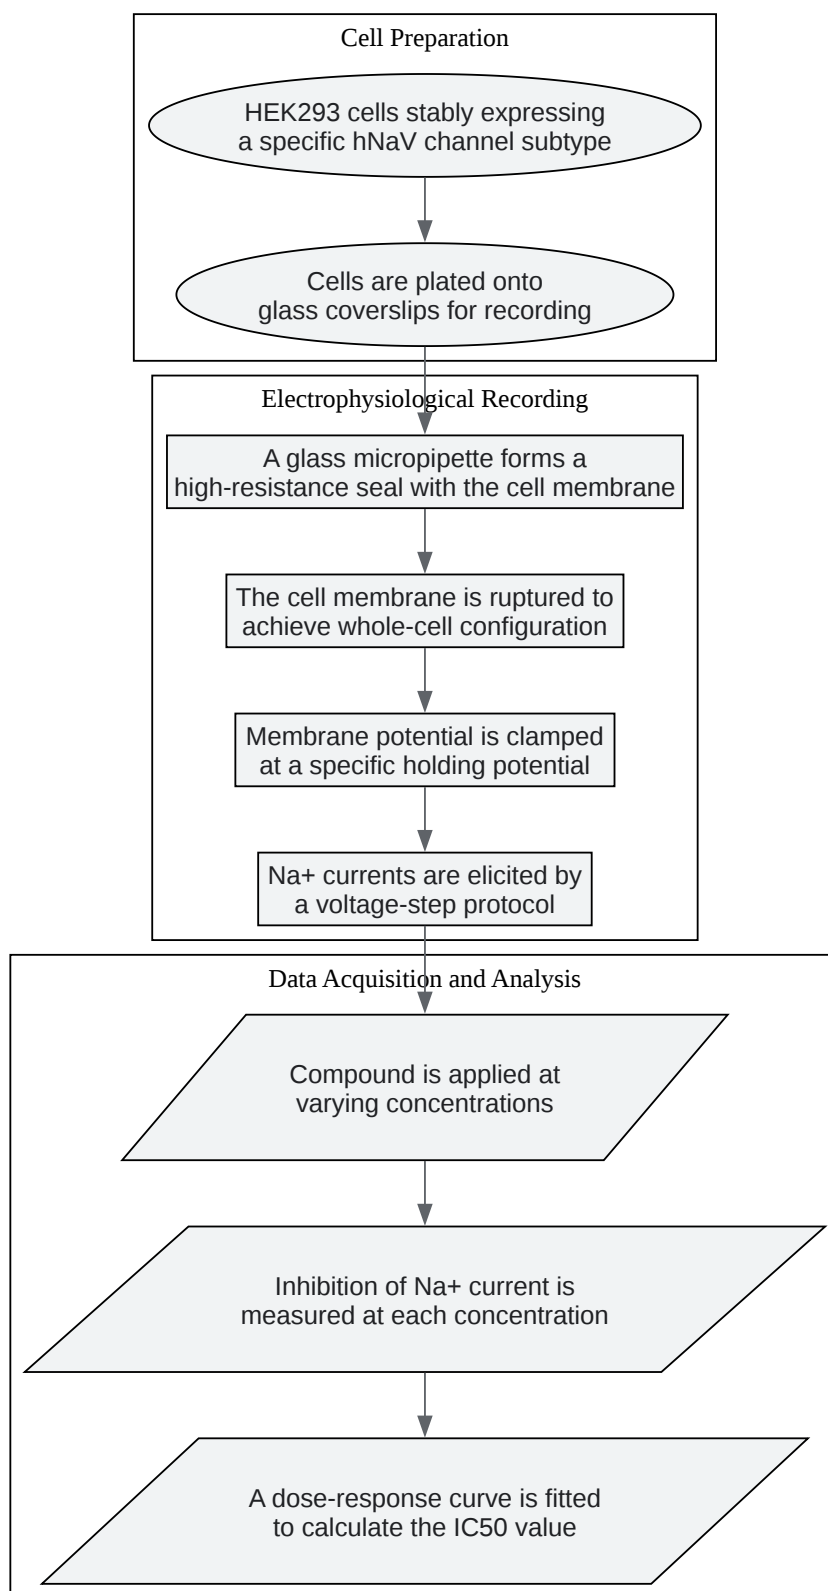 Cell Preparation
HEK293 cells stably expressing
a specific hNaV channel subtype
Cells are plated onto
glass coverslips for recording
Electrophysiological Recording
A glass micropipette forms a
high-resistance seal with the cell membrane
The cell membrane is ruptured to
achieve whole-cell configuration
Membrane potential is clamped
at a specific holding potential
Na+ currents are elicited by
a voltage-step protocol
Data Acquisition and Analysis
Compound is applied at
varying concentrations
Inhibition of Na+ current is
measured at each concentration
A dose-response curve is fitted
to calculate the IC50 value